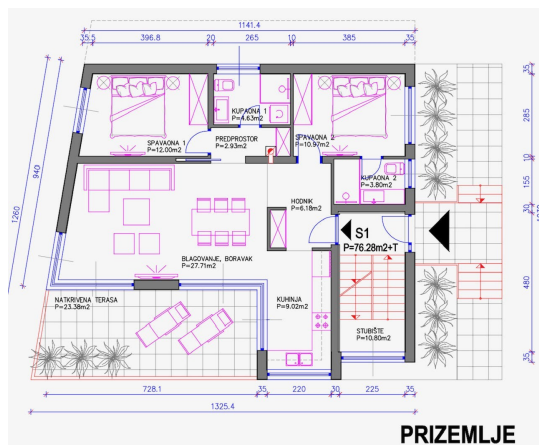 1141.4
35.5 396.8 20 265 10 385 35
KUPAONA 1
P=4.63m2
SPAVAONA 1
P=12.00m2
PREDPROSTOR
P=2.93m2
SPAVAONA 2
P=10.97m2
KUPAONA 2
P=3.80m2
HODNIK
P=6.18m2
S1
P=76.28m2+T
BLAGOVANJE, BORAVAK
P=27.71m2
NATKRIVENA TERASA
P=23.38m2
KUHINJA
P=9.02m2
STUBIŠTE
P=10.80m2
940
1260
35
285
10
155
30
480
35
728.1 35 220 30 225 35
1325.4
PRIZEMLJE